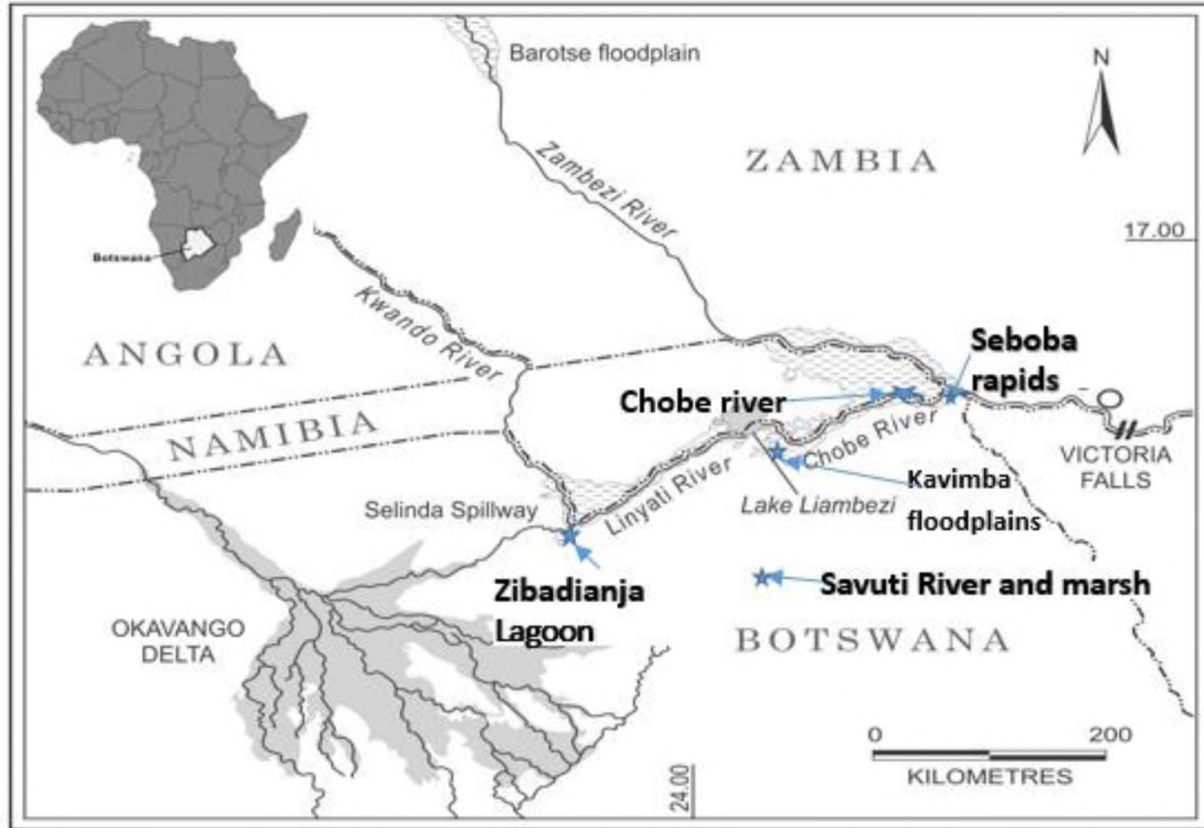 Barotse floodplain
N
ZAMBIA
Zambezi River
17.00
Botswana
Kwando River
ANGOLA
Seboba
rapids
Chobe river
NAMIBIA
Chobe River
VICTORIA
FALLS
Linyati River
Kavimba
floodplains
Lake Liambezi
Selinda Spillway
Zibadianja
Lagoon
Savuti River and marsh
OKAVANGO
DELTA
BOTSWANA
0 200
KILOMETRES
24.00